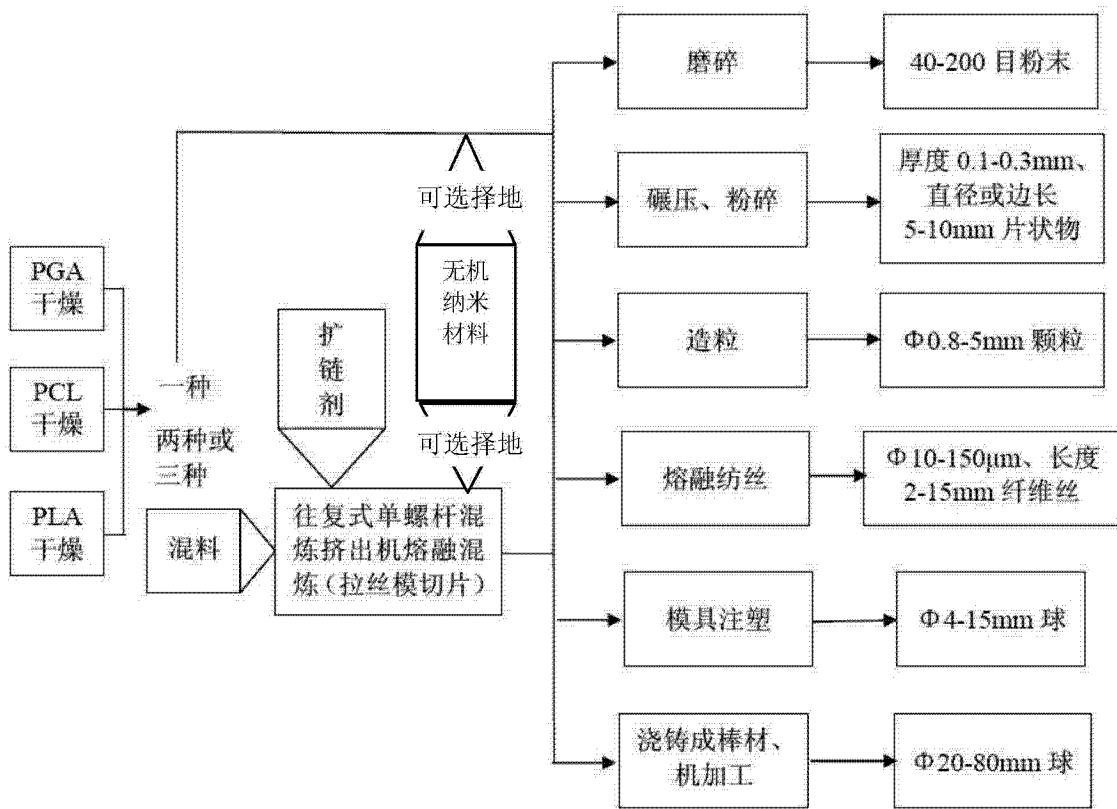 PGA
干燥
PCL
干燥
PLA
干燥
一种
两种或
三种
混料
扩
链
剂
可选择地
无机
纳米
材料
可选择地
往复式单螺杆混
炼挤出机熔融混
炼(拉丝模切片)
磨碎
40-200 目粉末
碾压、粉碎
厚度 0.1-0.3mm、
直径或边长
5-10mm 片状物
造粒
Φ0.8-5mm 颗粒
熔融纺丝
Φ10-150μm、长度
2-15mm 纤维丝
模具注塑
Φ4-15mm 球
浇铸成棒材、
机加工
Φ20-80mm 球